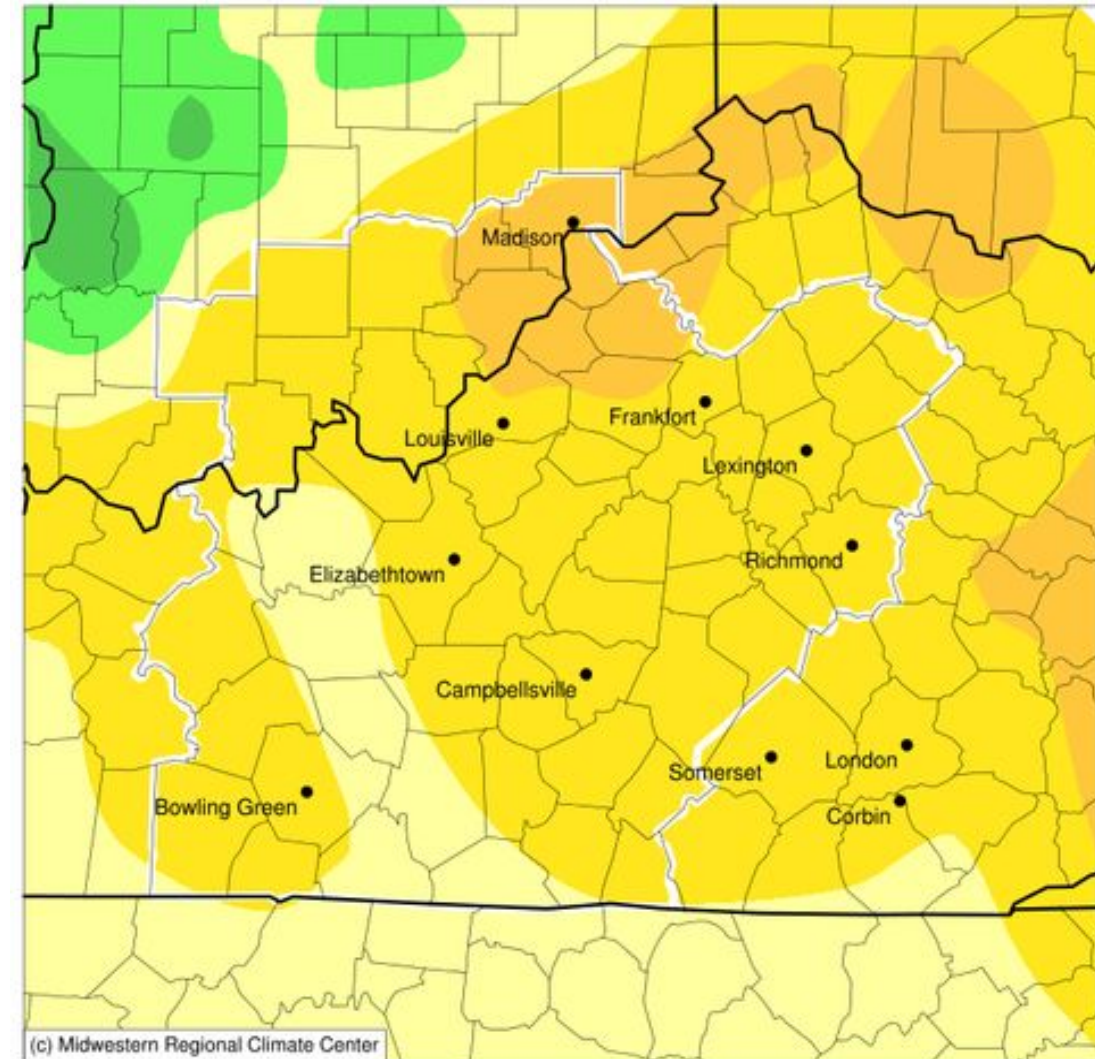 Madison
Frankfort
Louisville
Lexington
Richmond
Elizabethtown
Campbellsville
London
Somerset
Bowling Green
Corbin
(c) Midwestern Regional Climate Center